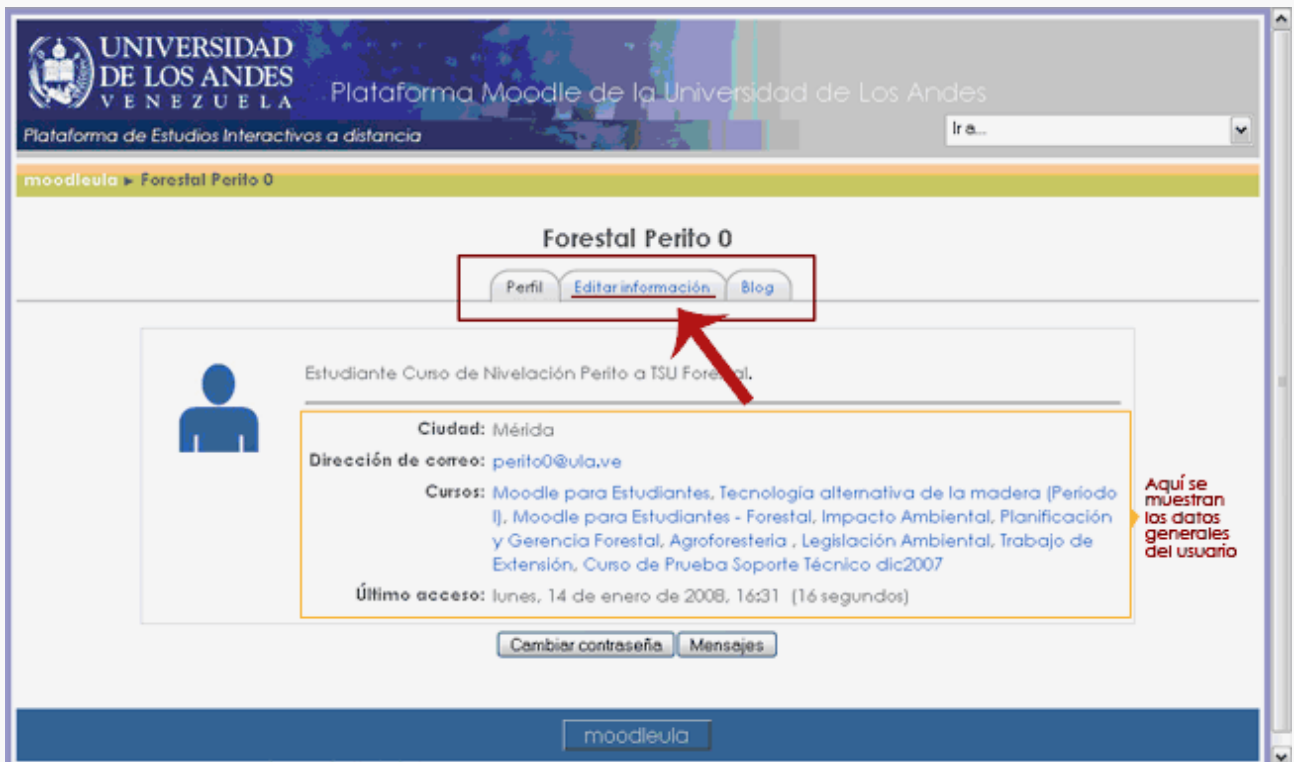 UNIVERSIDAD
DE LOS ANDES
VENEZUELA
Plataforma Moodle de la Universidad de Los Andes
Plataforma de Estudios Interactivos a distancia
Ir a...
moodleula ► Forestal Perito 0
Forestal Perito 0
Perfil Editar información Blog
Estudiante Curso de Nivelación Perito a TSU Forestal.
Ciudad: Mérida
Dirección de correo: perito0@ula.ve
Cursos: Moodle para Estudiantes, Tecnología alternativa de la madera (Periodo
I), Moodle para Estudiantes - Forestal, Impacto Ambiental, Planificación
y Gerencia Forestal, Agroforesteria , Legislación Ambiental, Trabajo de
Extensión, Curso de Prueba Soporte Técnico dic2007
Último acceso: lunes, 14 de enero de 2008, 16:31 (16 segundos)
Aquí se
muestran
los datos
generales
del usuario
Cambiar contraseña Mensajes
moodleula